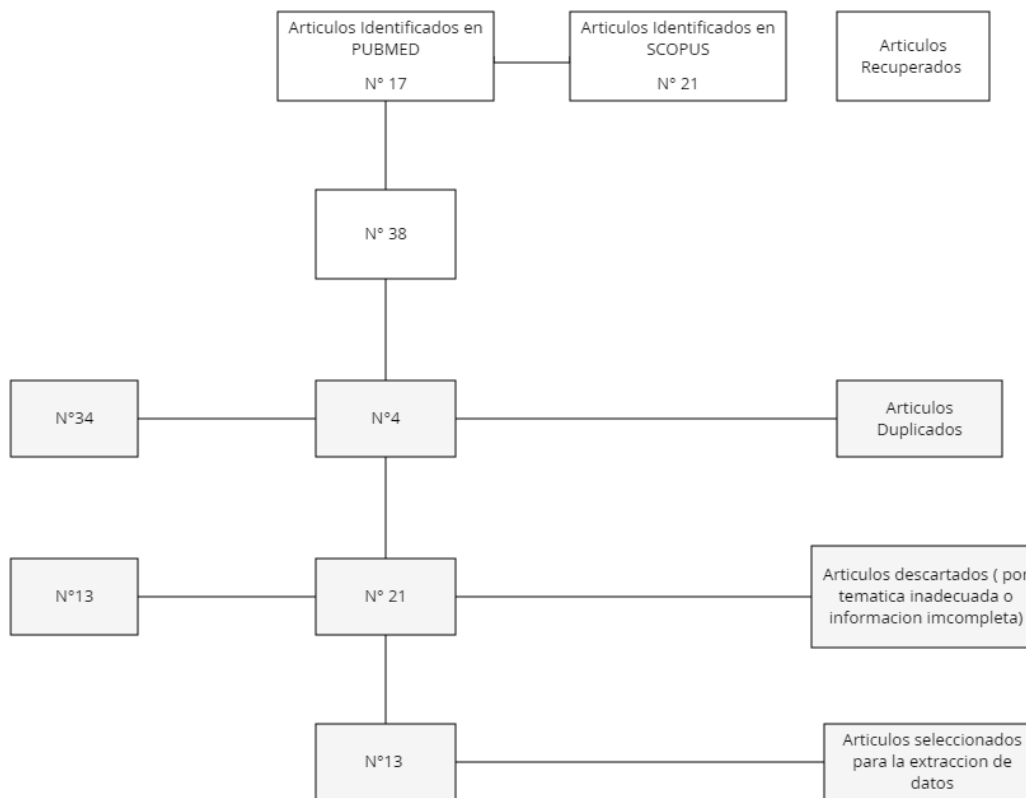 Articulos Identificados en
PUBMED
N° 17
Articulos Identificados en
SCOPUS
N° 21
Articulos
Recuperados
N° 38
N°34
N°4
Articulos
Duplicados
N°13
N° 21
Articulos descartados ( por
tematica inadecuada o
informacion imcompleta)
N°13
Articulos seleccionados
para la extraccion de
datos